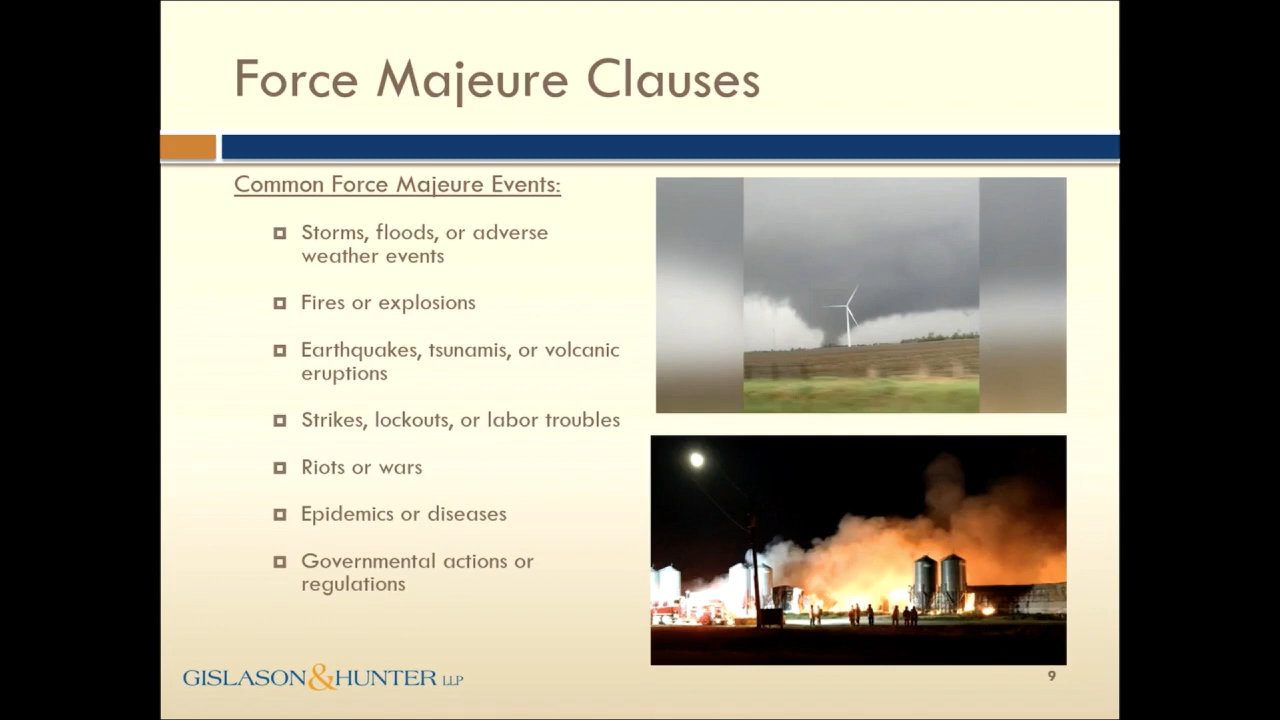 Force Majeure Clauses
Common Force Majeure Events:
Storms, floods, or adverse
weather events
Fires or explosions
Earthquakes, tsunamis, or volcanic
eruptions
Strikes, lockouts, or labor troubles
Riots or wars
Epidemics or diseases
Governmental actions or
regulations
GISLASON&HUNTER LLP
9